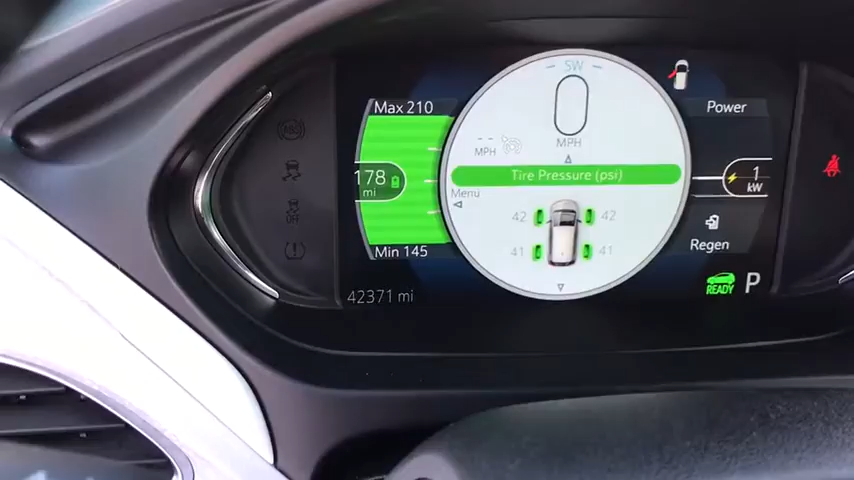 SW
Max 210
Power
0
-- MPH
MPH
Tire Pressure (psi)
178
mi
1
kW
Menu
42 42
41 41
Regen
Min 145
READY P
42371 mi